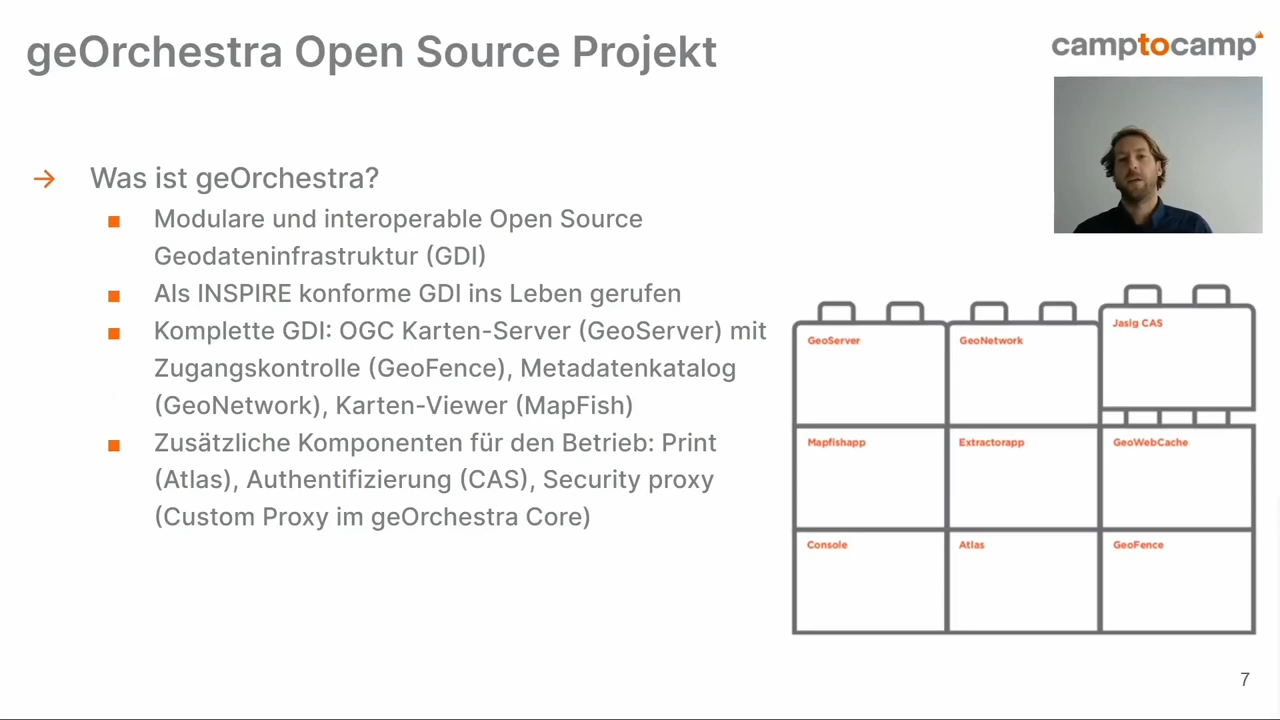 geOrchestra Open Source Projekt
camptocamp
Was ist geOrchestra?
Modulare und interoperable Open Source
Geodateninfrastruktur (GDI)
Als INSPIRE konforme GDI ins Leben gerufen
Komplette GDI: OGC Karten-Server (GeoServer) mit
Zugangskontrolle (GeoFence), Metadatenkatalog
(GeoNetwork), Karten-Viewer (MapFish)
Zusätzliche Komponenten für den Betrieb: Print
(Atlas), Authentifizierung (CAS), Security proxy
(Custom Proxy im geOrchestra Core)
GeoServer
GeoNetwork
Jasig CAS
Mapfishapp
Extractorapp
GeoWebCache
Console
Atlas
GeoFence
7